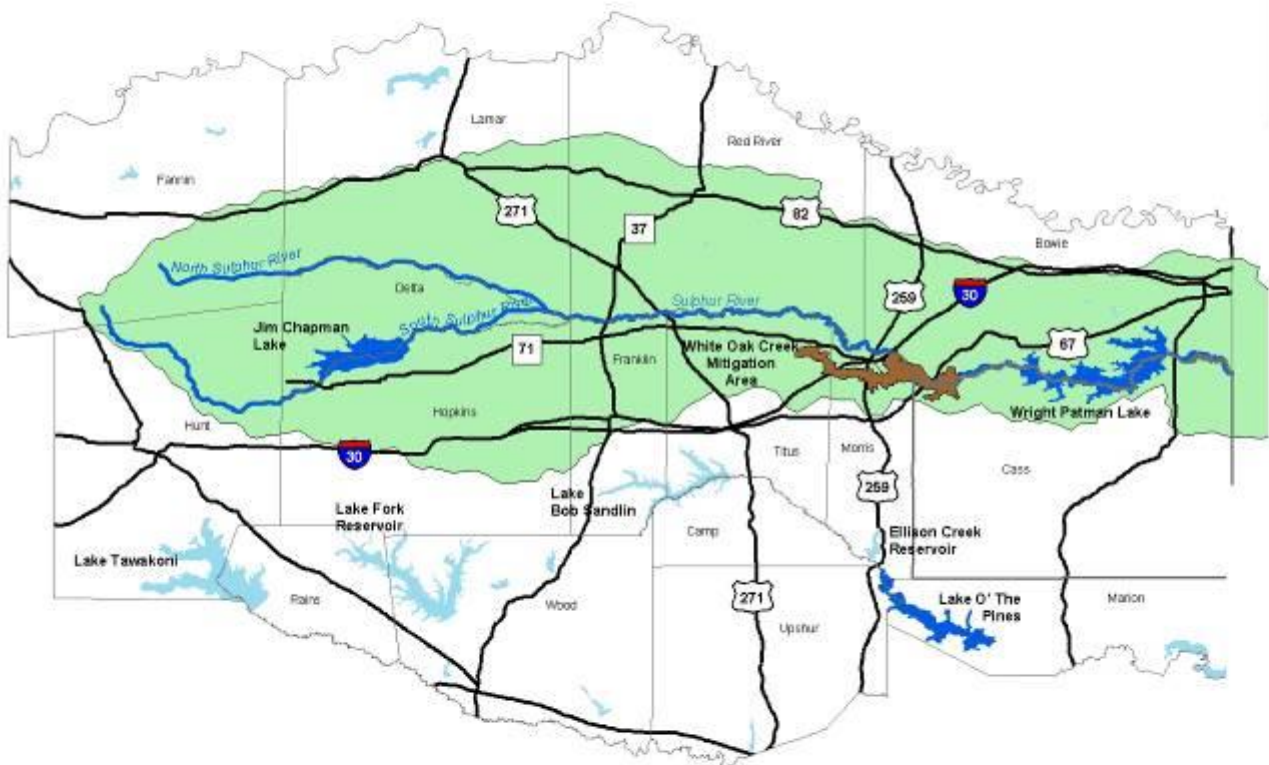 Lamar
Red River
Fannin
271
37
82
Bowie
North Sulphur River
Delta
259
30
South Sulphur River
Sulphur River
Jim Chapman
Lake
71
Franklin
White Oak Creek
Mitigation
Area
67
Hopkins
Wright Patman Lake
Hunt
30
Titus
Morris
Cass
259
Lake
Bob Sandlin
Lake Fork
Reservoir
Camp
Ellison Creek
Reservoir
Lake Tawakoni
Rains
Wood
271
Lake O' The
Pines
Marion
Upshur